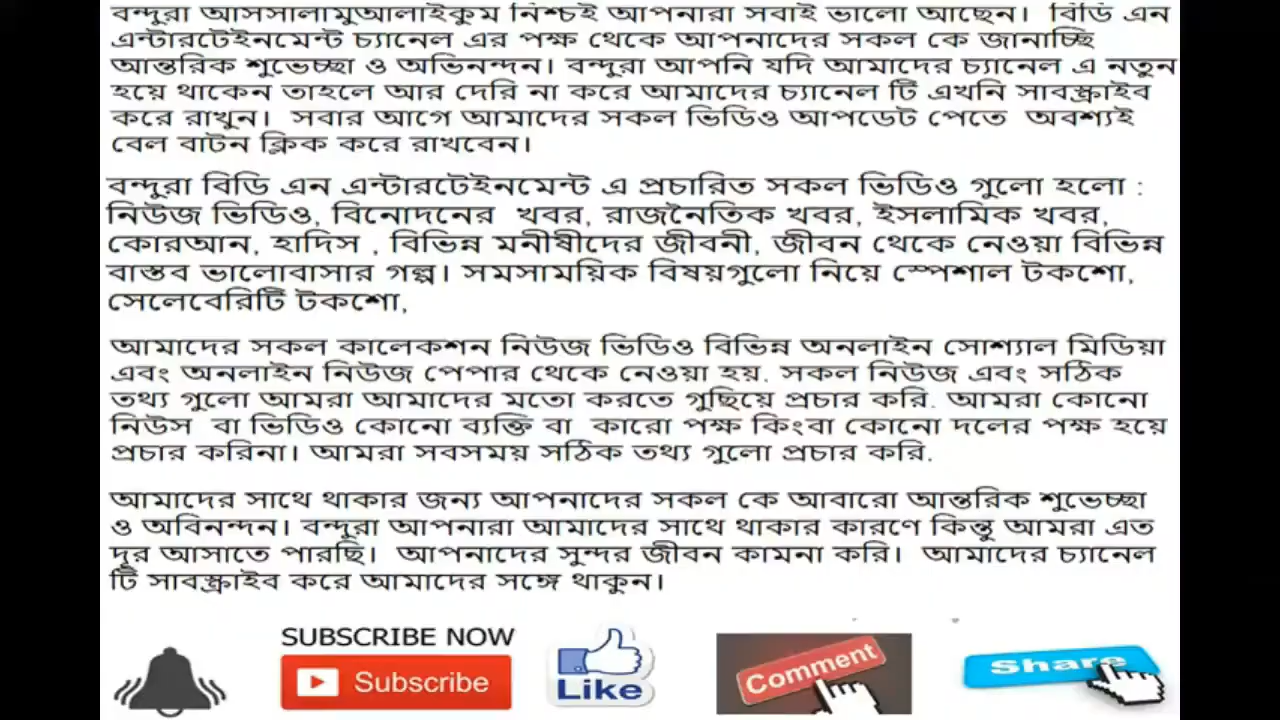 বন্দুরা আসসালামুআলাইকুম নিশ্চই আপনারা সবাই ভালো আছেন। বিডি এন
এন্টারটেইনমেন্ট চ্যানেল এর পক্ষ থেকে আপনাদের সকল কে জানাচ্ছি
আন্তরিক শুভেচ্ছা ও অভিনন্দন। বন্দুরা আপনি যদি আমাদের চ্যানেল এ নতুন
হয়ে থাকেন তাহলে আর দেরি না করে আমাদের চ্যানেল টি এখনি সাবস্ক্রাইব
করে রাখুন। সবার আগে আমাদের সকল ভিডিও আপডেট পেতে অবশ্যই
বেল বাটন ক্লিক করে রাখবেন।
বন্দুরা বিডি এন এন্টারটেইনমেন্ট এ প্রচারিত সকল ভিডিও গুলো হলো :
নিউজ ভিডিও, বিনোদনের খবর, রাজনৈতিক খবর, ইসলামিক খবর,
কোরআন, হাদিস , বিভিন্ন মনীষীদের জীবনী, জীবন থেকে নেওয়া বিভিন্ন
বাস্তব ভালোবাসার গল্প। সমসাময়িক বিষয়গুলো নিয়ে স্পেশাল টকশো,
সেলেবেরিটি টকশো,
আমাদের সকল কালেকশন নিউজ ভিডিও বিভিন্ন অনলাইন সোশ্যাল মিডিয়া
এবং অনলাইন নিউজ পেপার থেকে নেওয়া হয়. সকল নিউজ এবং সঠিক
তথ্য গুলো আমরা আমাদের মতো করতে গুছিয়ে প্রচার করি. আমরা কোনো
নিউস বা ভিডিও কোনো ব্যক্তি বা কারো পক্ষ কিংবা কোনো দলের পক্ষ হয়ে
প্রচার করিনা। আমরা সবসময় সঠিক তথ্য গুলো প্রচার করি.
আমাদের সাথে থাকার জন্য আপনাদের সকল কে আবারো আন্তরিক শুভেচ্ছা
ও অবিনন্দন। বন্দুরা আপনারা আমাদের সাথে থাকার কারণে কিন্তু আমরা এত
দূর আসাতে পারছি। আপনাদের সুন্দর জীবন কামনা করি। আমাদের চ্যানেল
টি সাবস্ক্রাইব করে আমাদের সঙ্গে থাকুন।
SUBSCRIBE NOW
Subscribe
Like
Comment
Share